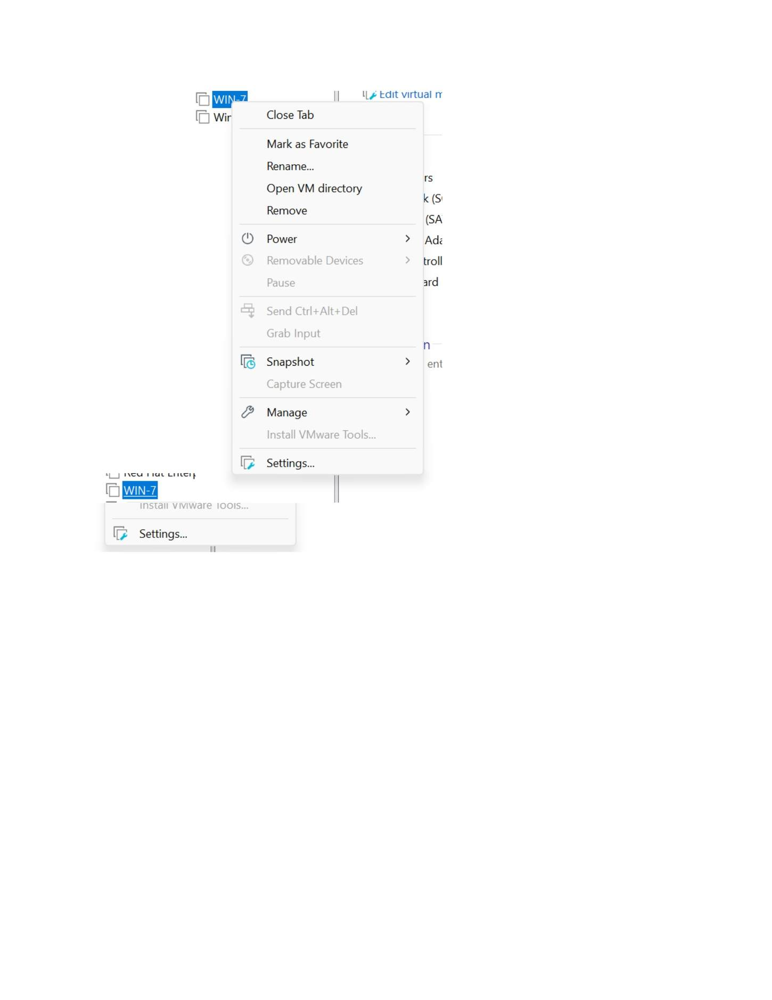 WIN-7
Edit virtual m
Win
Close Tab
Mark as Favorite
Rename...
rs
Open VM directory
k (S
Remove
(SA
Power
Ada
Removable Devices
troll
Pause
ard
Send Ctrl+Alt+Del
Grab Input
n
Snapshot
ent
Capture Screen
Manage
Install VMware Tools...
Settings...
Red Hat Enterp
WIN-7
Install VMware Tools...
Settings...